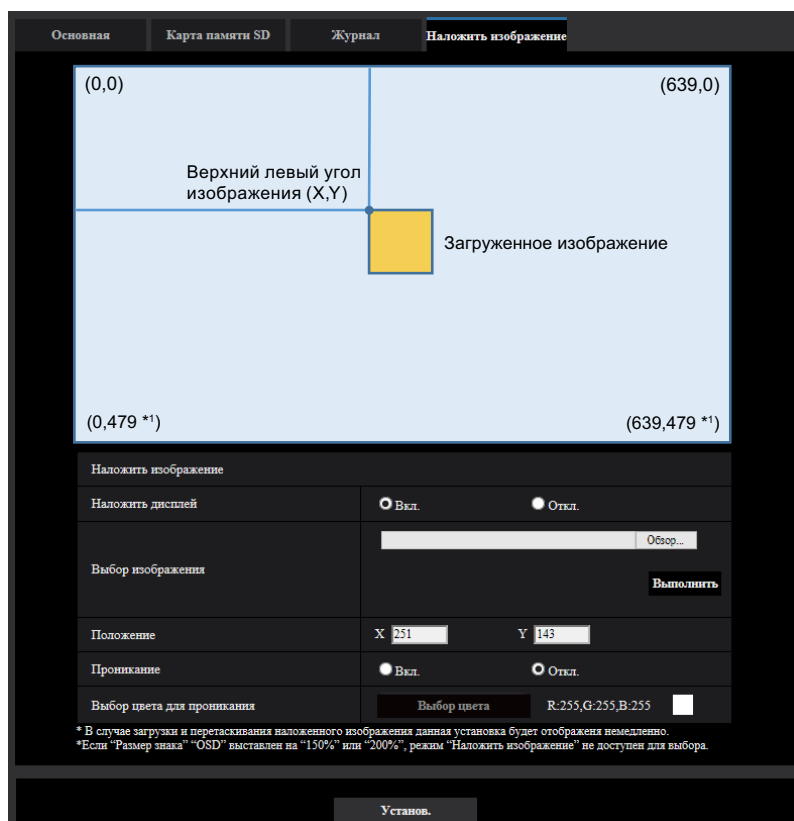 Основная Карта памяти SD Журнал Наложить изображение
(0,0) (639,0)
Верхний левый угол
изображения (X,Y)
Загруженное изображение
(0,479 *1) (639,479 *1)
Наложить изображение
Наложить дисплей Вкл. Откл.
Обзор...
Выбор изображения
Выполнить
Положение X 251 Y 143
Проникание Вкл. Откл.
Выбор цвета для проникания Выбор цвета R:255,G:255,B:255
* В случае загрузки и перетаскивания наложенного изображения данная установка будет отображеня немедленно.
*Если “Размер знака” “OSD” выставлен на “150%” или “200%”, режим “Наложить изображение” не доступен для выбора.
Установ.